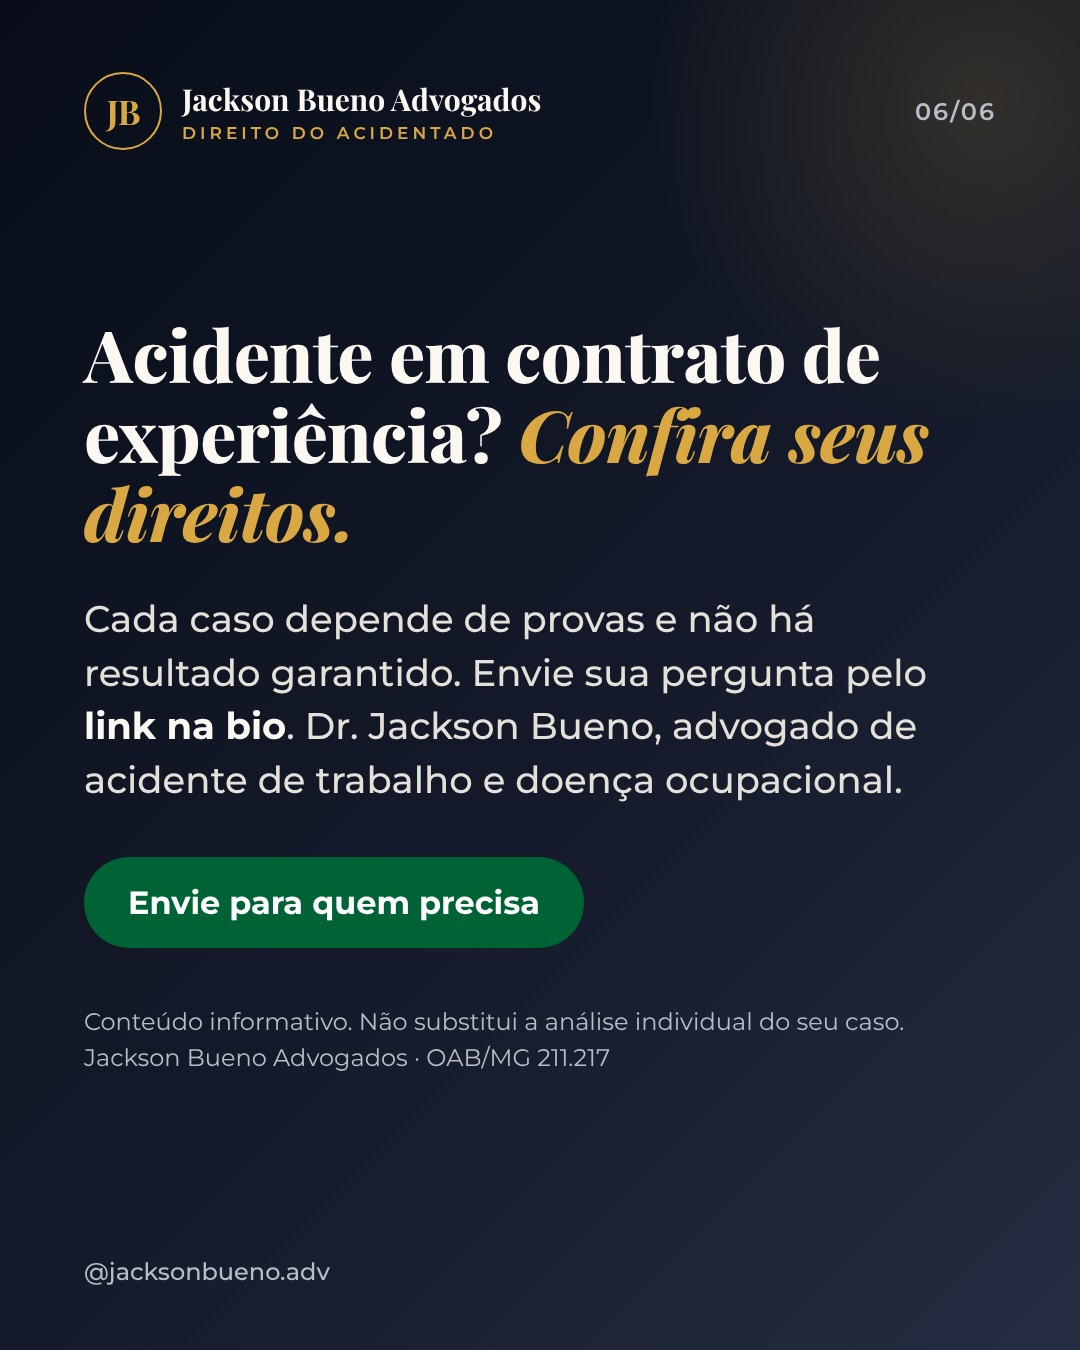 JB
Jackson Bueno Advogados
DIREITO DO ACIDENTADO
06/06
Acidente em contrato de
experiência? Confira seus
direitos.
Cada caso depende de provas e não há
resultado garantido. Envie sua pergunta pelo
link na bio. Dr. Jackson Bueno, advogado de
acidente de trabalho e doença ocupacional.
Envie para quem precisa
Conteúdo informativo. Não substitui a análise individual do seu caso.
Jackson Bueno Advogados · OAB/MG 211.217
@jacksonbueno.adv